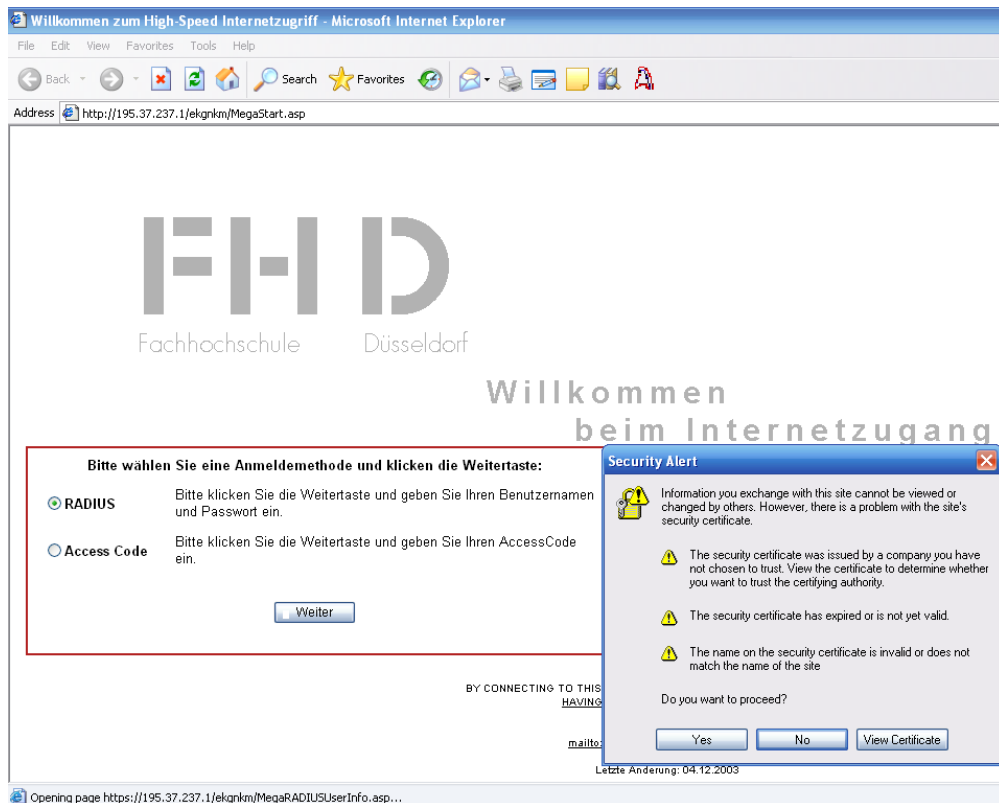 Willkommen zum High-Speed Internetzugriff - Microsoft Internet Explorer
File Edit View Favorites Tools Help
Back Search Favorites
Address http://195.37.237.1/ekgnkm/MegaStart.asp
FH D
Fachhochschule Düsseldorf
Willkommen
beim Internetzugang
Bitte wählen Sie eine Anmeldemethode und klicken die Weitertaste:
RADIUS Bitte klicken Sie die Weitertaste und geben Sie Ihren Benutzernamen
und Passwort ein.
Access Code Bitte klicken Sie die Weitertaste und geben Sie Ihren AccessCode
ein.
Weiter
Security Alert
Information you exchange with this site cannot be viewed or
changed by others. However, there is a problem with the site's
security certificate.
The security certificate was issued by a company you have
not chosen to trust. View the certificate to determine whether
you want to trust the certifying authority.
The security certificate has expired or is not yet valid.
The name on the security certificate is invalid or does not
match the name of the site
Do you want to proceed?
Yes No View Certificate
BY CONNECTING TO THIS
HAVING
mailto:
Letzte Änderung: 04.12.2003
Opening page https://195.37.237.1/ekgnkm/MegaRADIUSUserInfo.asp...